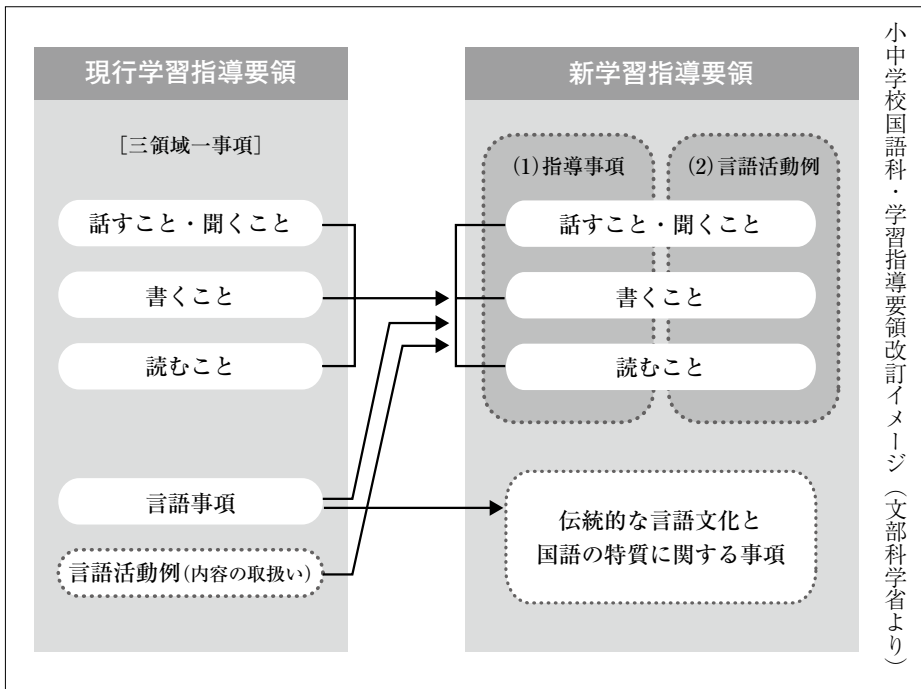 小中学校国語科・学習指導要領改訂イメージ（文部科学省より）
現行学習指導要領
［三領域一事項］
話すこと・聞くこと
書くこと
読むこと
言語事項
言語活動例（内容の取扱い）
新学習指導要領
(1)指導事項
(2)言語活動例
話すこと・聞くこと
書くこと
読むこと
伝統的な言語文化と
国語の特質に関する事項